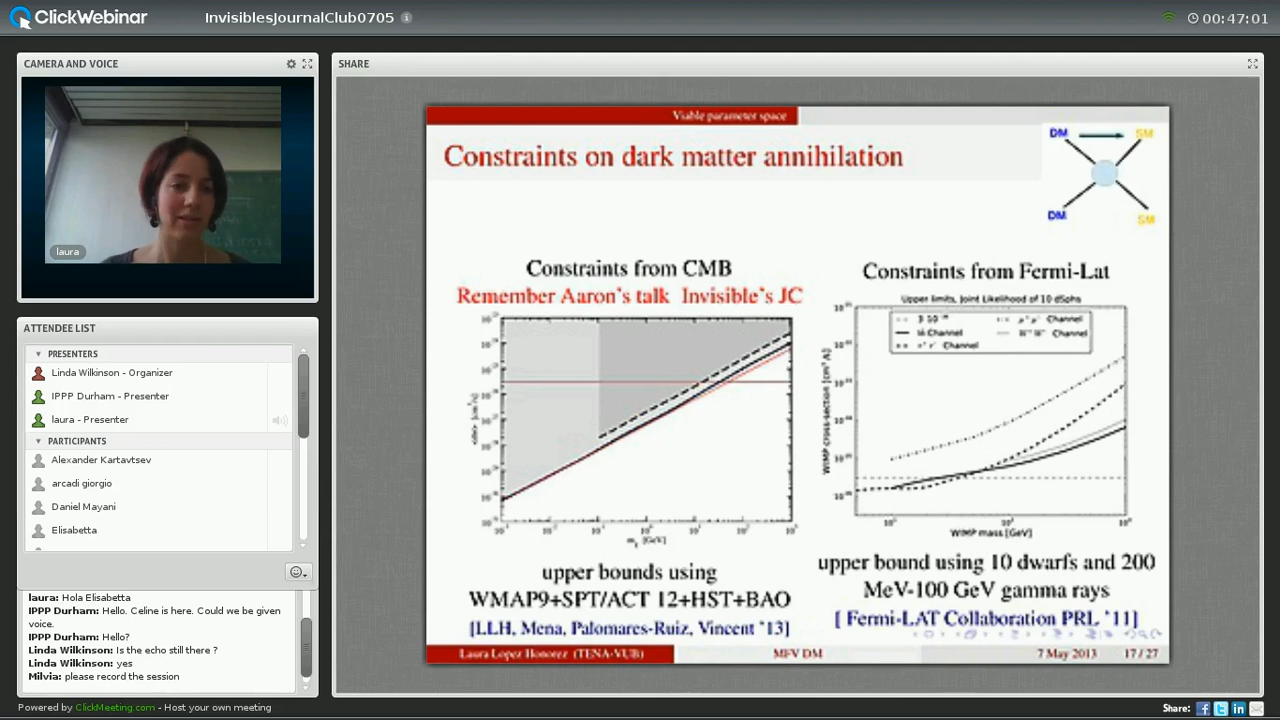 ClickWebinar
InvisiblesJournalClub0705
00:47:01
CAMERA AND VOICE
laura
ATTENDEE LIST
PRESENTERS
Linda Wilkinson - Organizer
IPPP Durham - Presenter
laura - Presenter
PARTICIPANTS
Alexander Kartavtsev
arcadi giorgio
Daniel Mayani
Elisabetta
laura: Hola Elisabetta
IPPP Durham: Hello. Celine is here. Could we be given
voice.
IPPP Durham: Hello?
Linda Wilkinson: Is the echo still there ?
Linda Wilkinson: yes
Milvia: please record the session
SHARE
Viable parameter space
Constraints on dark matter annihilation
DM
SM
DM
SM
Constraints from CMB
Remember Aaron's talk Invisible's JC
upper bounds using
WMAP9+SPT/ACT 12+HST+BAO
[LLH, Mena, Palomares-Ruiz, Vincent '13]
Constraints from Fermi-Lat
Upper limits, Joint Likelihood of 10 dSphs
Channel
Channel
Channel
Channel
WIMP cross-section
WIMP mass [GeV]
upper bound using 10 dwarfs and 200
MeV-100 GeV gamma rays
[ Fermi-LAT Collaboration PRL '11]
Laura Lopez Honorez (TENA-VUB)
MFV DM
7 May 2013
17 / 27
Powered by ClickMeeting.com - Host your own meeting
Share: